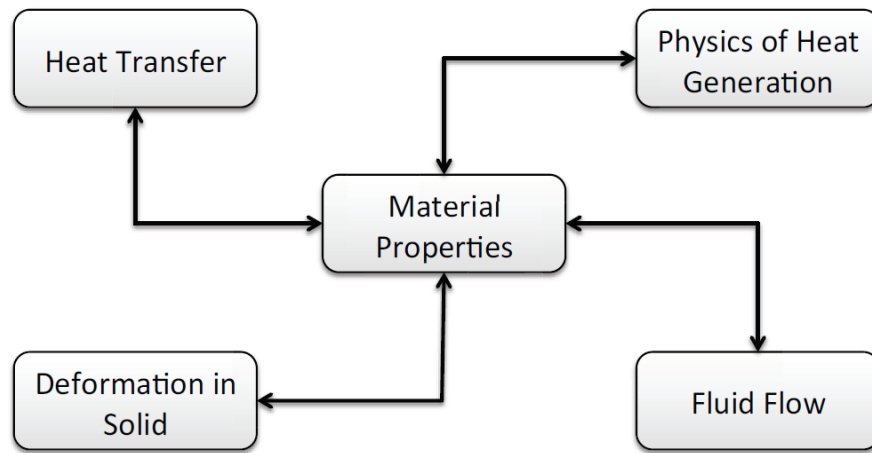 Heat Transfer
Physics of Heat
Generation
Material
Properties
Deformation in
Solid
Fluid Flow